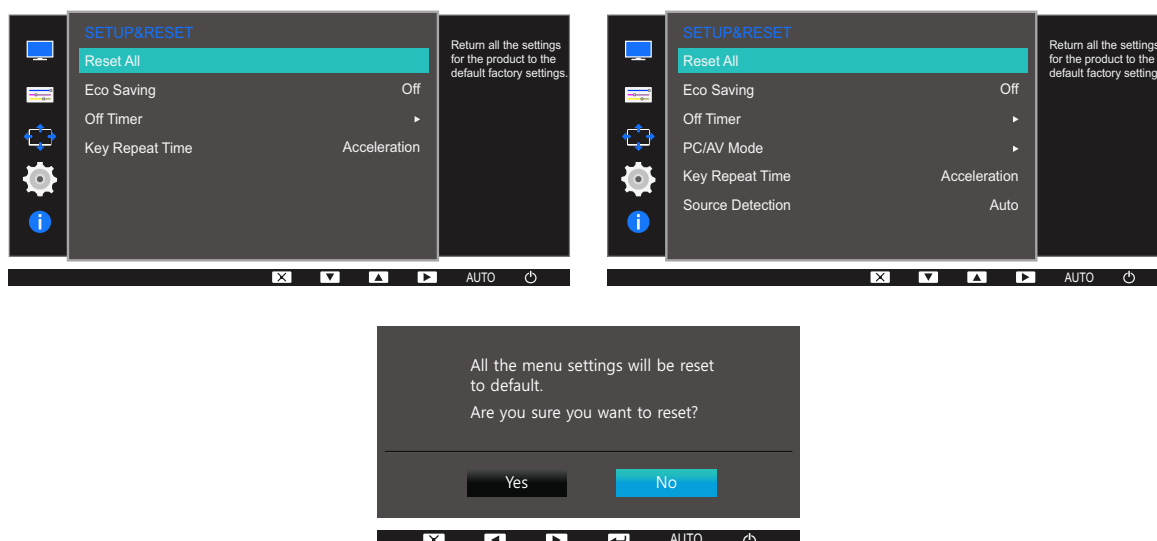 SETUP&RESET
Reset All
Eco Saving Off
Off Timer
Key Repeat Time Acceleration
Return all the settings
for the product to the
default factory settings.
AUTO
SETUP&RESET
Reset All
Eco Saving Off
Off Timer
PC/AV Mode
Key Repeat Time Acceleration
Source Detection Auto
Return all the settings
for the product to the
default factory setting
AUTO
All the menu settings will be reset
to default.
Are you sure you want to reset?
Yes No
AUTO